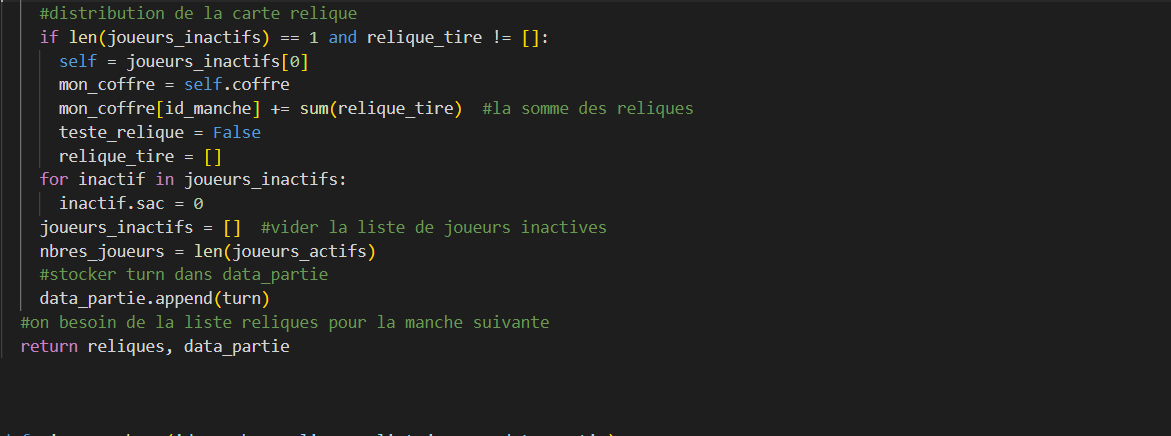 #distribution de la carte relique
if len(joueurs_inactifs) == 1 and relique_tire != []:
self = joueurs_inactifs[0]
mon_coffre = self.coffre
mon_coffre[id_manche] += sum(relique_tire)  #la somme des reliques
teste_relique = False
relique_tire = []
for inactif in joueurs_inactifs:
inactif.sac = 0
joueurs_inactifs = []  #vider la liste de joueurs inactives
nbres_joueurs = len(joueurs_actifs)
#stocker turn dans data_partie
data_partie.append(turn)
#on besoin de la liste reliques pour la manche suivante
return reliques, data_partie